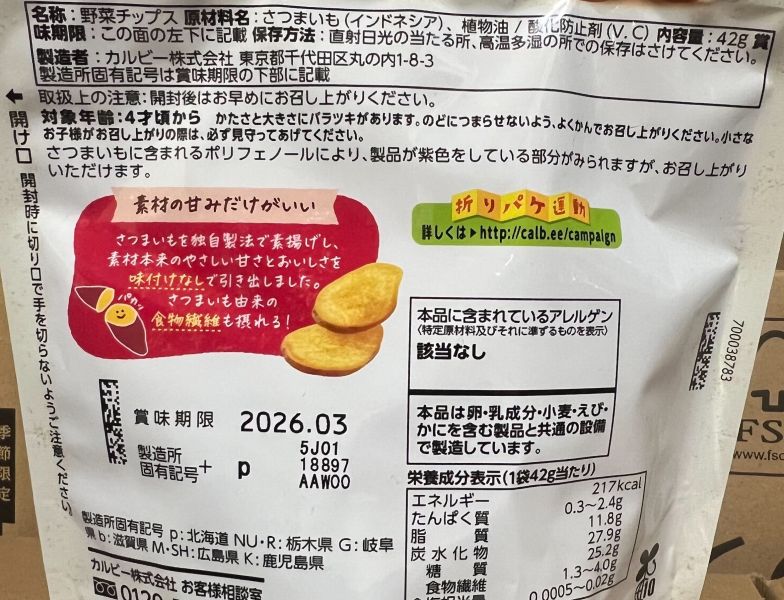 名称：野菜チップス 原材料名：さつまいも（インドネシア）、植物油 / 酸化防止剤（V.C） 内容量：42g 賞
味期限：この面の左下に記載 保存方法：直射日光の当たる所、高温多湿の所での保存はさけてください。
製造者：カルビー株式会社 東京都千代田区丸の内1-8-3
製造所固有記号は賞味期限の下部に記載
取扱上の注意：開封後はお早めにお召し上がりください。
対象年齢：4才頃から かたさと大きさにバラツキがあります。のどにつまらせないよう、よくかんでお召し上がりください。小さな
お子様がお召し上がりの際は、必ず見守ってあげてください。
さつまいもに含まれるポリフェノールにより、製品が紫色をしている部分がみられますが、お召し上がり
いただけます。
←開け口 開封時に切り口で手を切らないようご注意ください。
素材の甘みだけがいい
さつまいもを独自製法で素揚げし、
素材本来のやさしい甘さとおいしさを
味付けなしで引き出しました。
さつまいも由来の
食物繊維も摂れる！
パカッ
折りパケ運動
詳しくは▶http://calb.ee/campaign
本品に含まれているアレルゲン
〈特定原材料及びそれに準ずるものを表示〉
該当なし
本品は卵・乳成分・小麦・えび・
かにを含む製品と共通の設備
で製造しています。
700038783
賞味期限 2026.03
製造所
固有記号+ p
5J01
18897
AAW00
栄養成分表示(1袋42g当たり)
エネルギー 217kcal
たんぱく質 0.3~2.4g
脂質 11.8g
炭水化物 27.9g
糖質 25.2g
食物繊維 1.3~4.0g
0.0005~0.02g
製造所固有記号 p：北海道 NU・R：栃木県 G：岐阜
県 b：滋賀県 M・SH：広島県 K：鹿児島県
カルビー株式会社 お客様相談室
0120
季節限定
FS
www.fsc